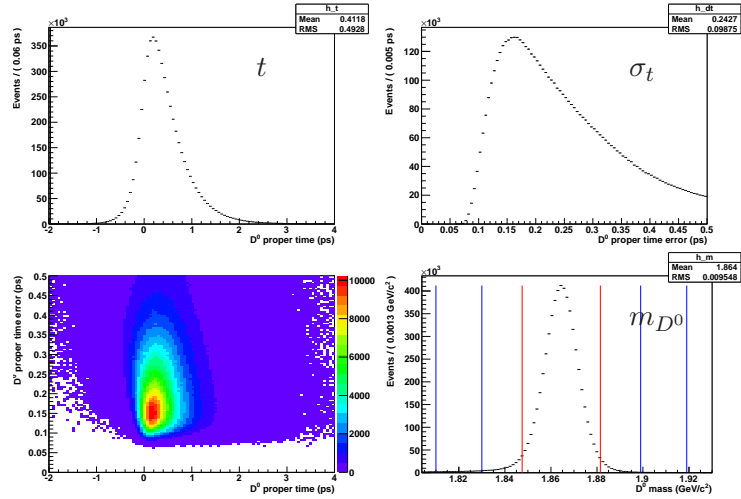 h_t
Mean 0.4118
RMS 0.4928
×10³
Events / ( 0.06 ps )
350
300
250
200
150
100
50
0
t
-2 -1 0 1 2 3 4
D⁰ proper time (ps)
h_dt
Mean 0.2427
RMS 0.09875
×10³
Events / ( 0.005 ps )
140
120
100
80
60
40
20
0
σt
0 0.05 0.1 0.15 0.2 0.25 0.3 0.35 0.4 0.45 0.5
D⁰ proper time error (ps)
D⁰ proper time error (ps)
0.5
0.45
0.4
0.35
0.3
0.25
0.2
0.15
0.1
0.05
0
-2 -1 0 1 2 3 4
D⁰ proper time (ps)
10000
8000
6000
4000
2000
0
h_m
Mean 1.864
RMS 0.009548
×10³
Events / ( 0.0013 GeV/c² )
400
350
300
250
200
150
100
50
0
mD⁰
1.82 1.84 1.86 1.88 1.9 1.92
D⁰ mass (GeV/c²)